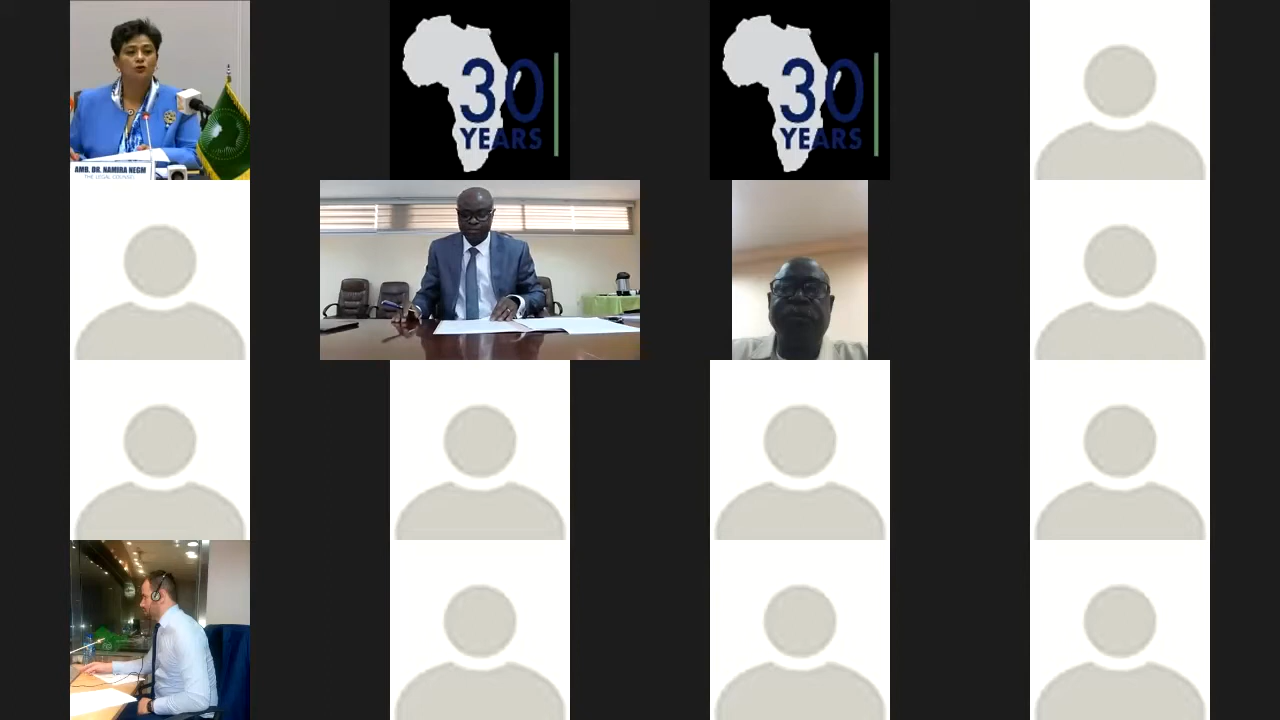 30
YEARS
30
YEARS
AMB. DR. NAMIRA NEGM
THE LEGAL COUNSEL